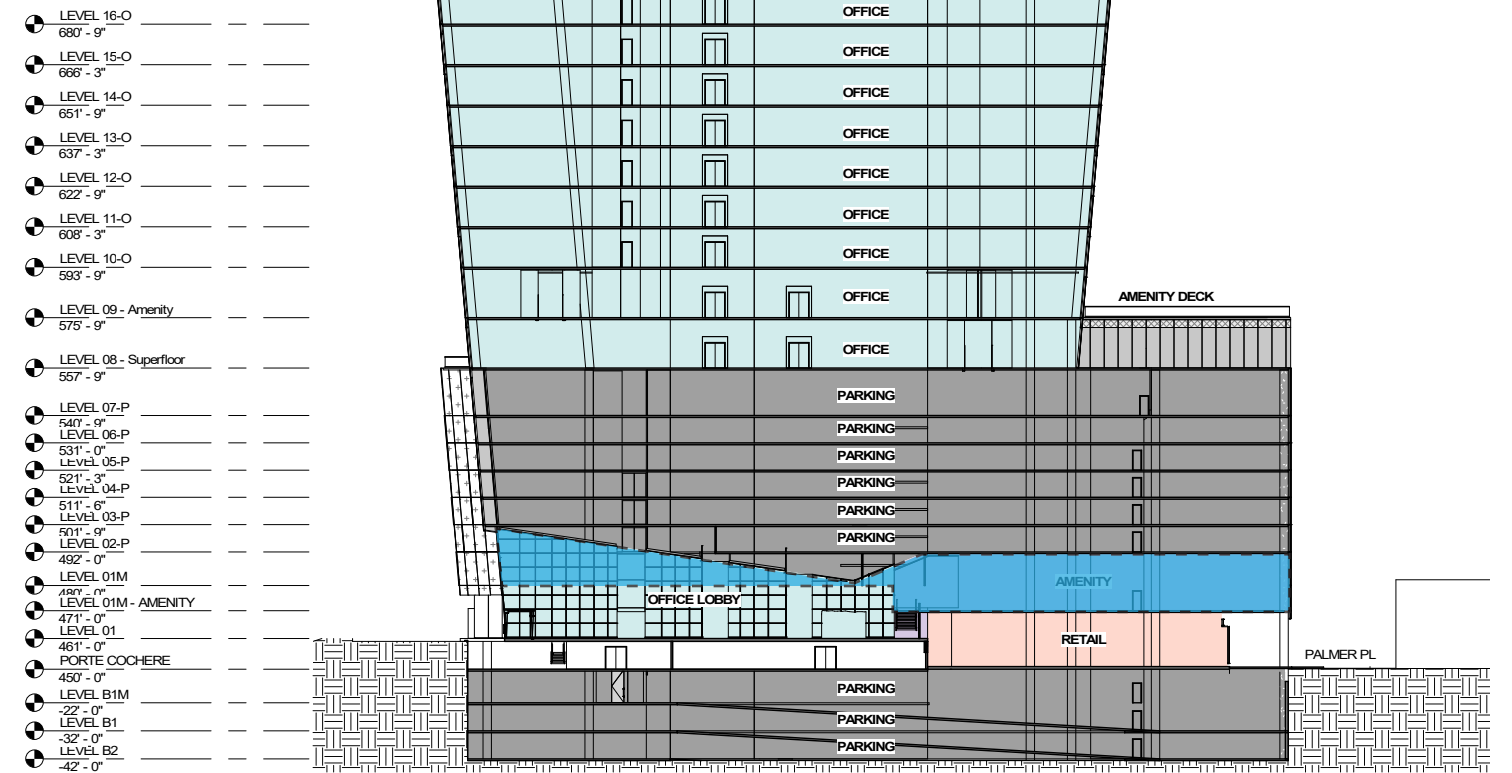 LEVEL 16-O
680' - 9"
OFFICE
LEVEL 15-O
666' - 3"
OFFICE
LEVEL 14-O
651' - 9"
OFFICE
LEVEL 13-O
637' - 3"
OFFICE
LEVEL 12-O
622' - 9"
OFFICE
LEVEL 11-O
608' - 3"
OFFICE
LEVEL 10-O
593' - 9"
OFFICE
LEVEL 09 - Amenity
575' - 9"
OFFICE
AMENITY DECK
LEVEL 08 - Superfloor
557' - 9"
OFFICE
LEVEL 07-P
540' - 9"
PARKING
LEVEL 06-P
531' - 0"
PARKING
LEVEL 05-P
521' - 3"
PARKING
LEVEL 04-P
511' - 6"
PARKING
LEVEL 03-P
501' - 9"
PARKING
LEVEL 02-P
492' - 0"
PARKING
LEVEL 01M
480' - 0"
AMENITY
LEVEL 01M - AMENITY
471' - 0"
OFFICE LOBBY
LEVEL 01
461' - 0"
RETAIL
PORTE COCHERE
450' - 0"
PALMER PL
LEVEL B1M
-22' - 0"
PARKING
LEVEL B1
-32' - 0"
PARKING
LEVEL B2
-42' - 0"
PARKING